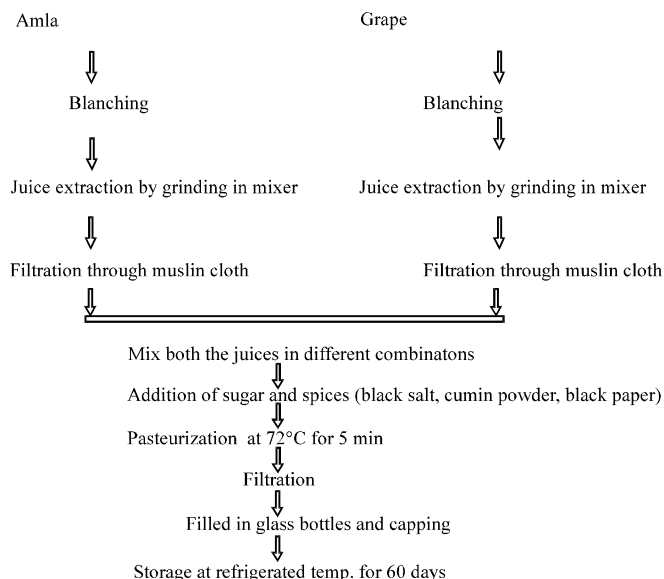 Amla
Grape
Blanching
Blanching
Juice extraction by grinding in mixer
Juice extraction by grinding in mixer
Filtration through muslin cloth
Filtration through muslin cloth
Mix both the juices in different combinatons
Addition of sugar and spices (black salt, cumin powder, black paper)
Pasteurization at 72°C for 5 min
Filtration
Filled in glass bottles and capping
Storage at refrigerated temp. for 60 days